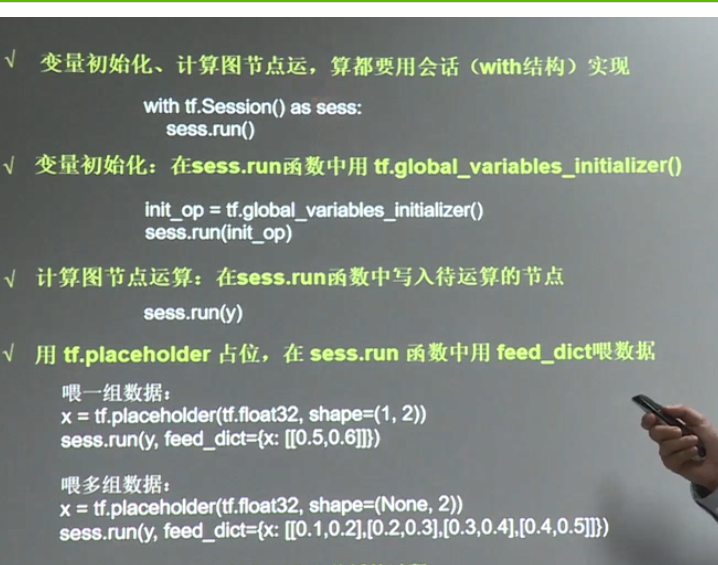 √ 变量初始化、计算图节点运，算都要用会话（with结构）实现
with tf.Session() as sess:
sess.run()
√ 变量初始化：在sess.run函数中用 tf.global_variables_initializer()
init_op = tf.global_variables_initializer()
sess.run(init_op)
√ 计算图节点运算：在sess.run函数中写入待运算的节点
sess.run(y)
√ 用 tf.placeholder 占位，在 sess.run 函数中用 feed_dict喂数据
喂一组数据：
x = tf.placeholder(tf.float32, shape=(1, 2))
sess.run(y, feed_dict={x: [[0.5,0.6]]})
喂多组数据：
x = tf.placeholder(tf.float32, shape=(None, 2))
sess.run(y, feed_dict={x: [[0.1,0.2],[0.2,0.3],[0.3,0.4],[0.4,0.5]]})